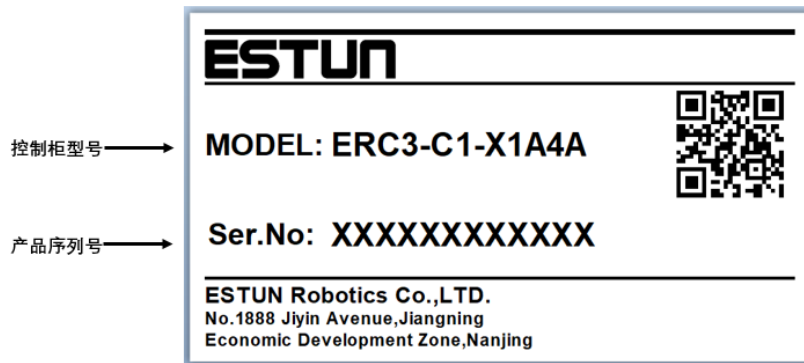 ESTUN
控制柜型号
MODEL: ERC3-C1-X1A4A
产品序列号
Ser.No: XXXXXXXXXXXX
ESTUN Robotics Co.,LTD.
No.1888 Jiyin Avenue,Jiangning
Economic Development Zone,Nanjing